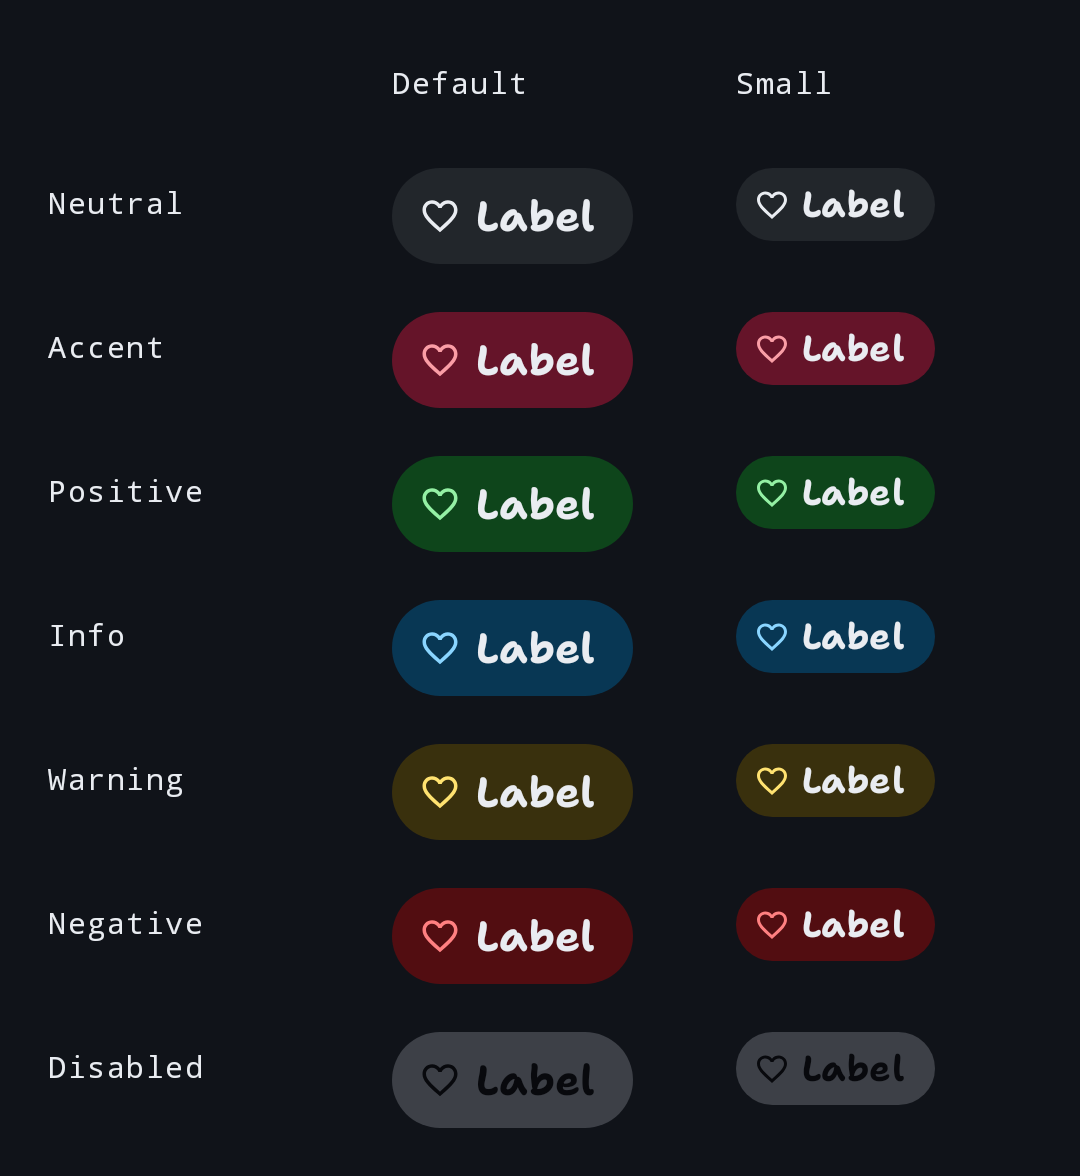 Default Small
Neutral Label Label
Accent Label Label
Positive Label Label
Info Label Label
Warning Label Label
Negative Label Label
Disabled Label Label